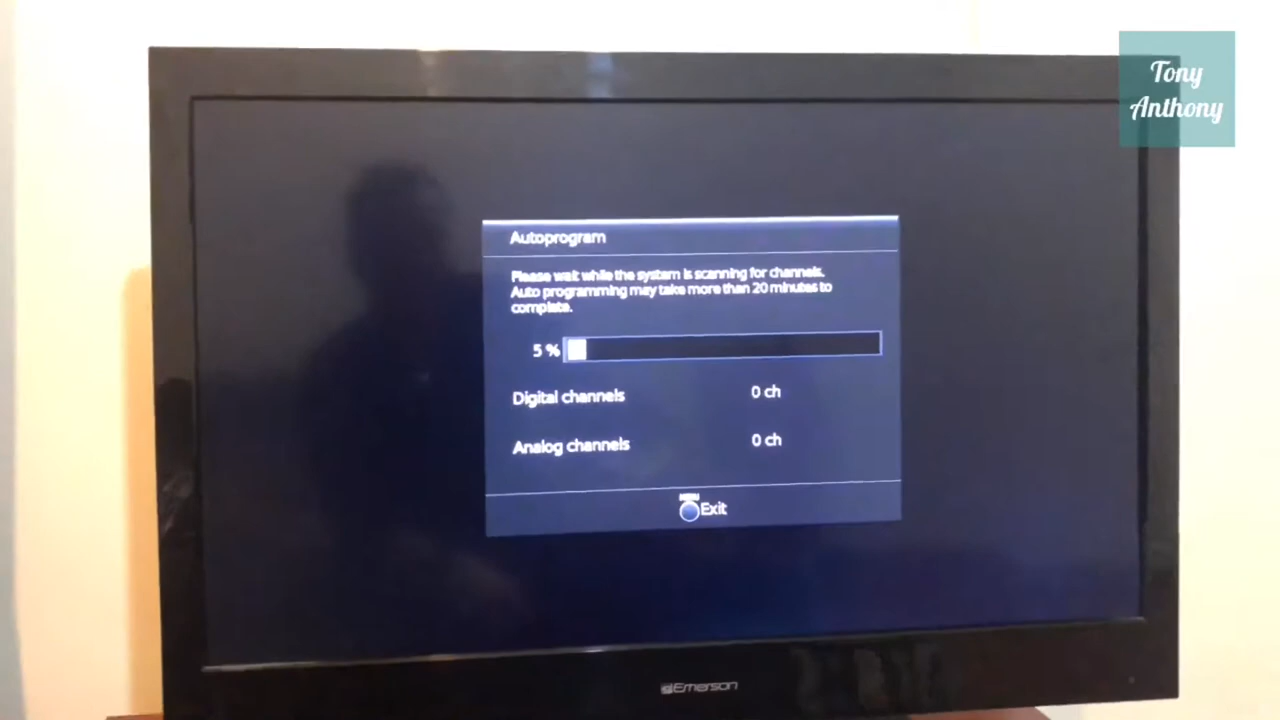 Tony
Anthony
Autoprogram
Please wait while the system is scanning for channels.
Auto programming may take more than 20 minutes to
complete.
5 %
Digital channels 0 ch
Analog channels 0 ch
MENU
Exit
Emerson